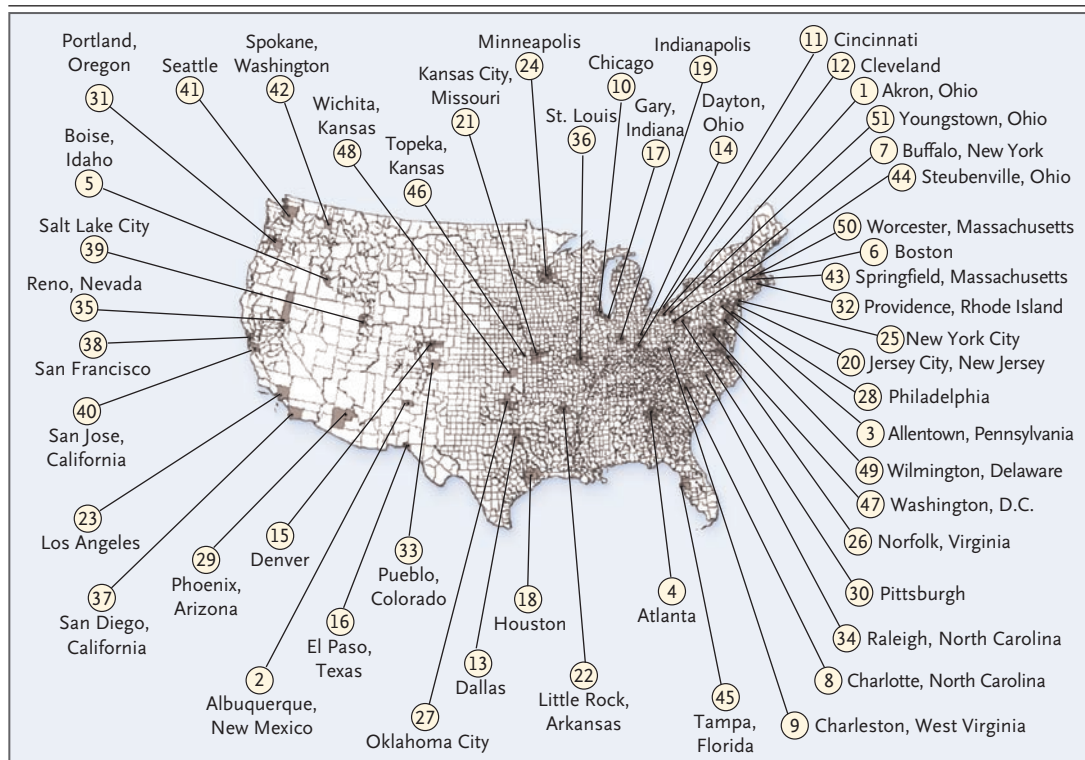 Portland,
Oregon
31
Seattle
41
Spokane,
Washington
42
Minneapolis
24
Indianapolis
19
11 Cincinnati
12 Cleveland
1 Akron, Ohio
51 Youngstown, Ohio
7 Buffalo, New York
44 Steubenville, Ohio
50 Worcester, Massachusetts
6 Boston
43 Springfield, Massachusetts
32 Providence, Rhode Island
25 New York City
20 Jersey City, New Jersey
28 Philadelphia
3 Allentown, Pennsylvania
49 Wilmington, Delaware
47 Washington, D.C.
26 Norfolk, Virginia
30 Pittsburgh
34 Raleigh, North Carolina
8 Charlotte, North Carolina
9 Charleston, West Virginia
Chicago
10
Kansas City,
Missouri
21
Wichita,
Kansas
48
Topeka,
Kansas
46
St. Louis
36
Gary,
Indiana
17
Dayton,
Ohio
14
Boise,
Idaho
5
Salt Lake City
39
Reno, Nevada
35
38
San Francisco
40
San Jose,
California
23
Los Angeles
37
San Diego,
California
29
Phoenix,
Arizona
15
Denver
2
Albuquerque,
New Mexico
16
El Paso,
Texas
33
Pueblo,
Colorado
27
Oklahoma City
13
Dallas
18
Houston
22
Little Rock,
Arkansas
4
Atlanta
45
Tampa,
Florida